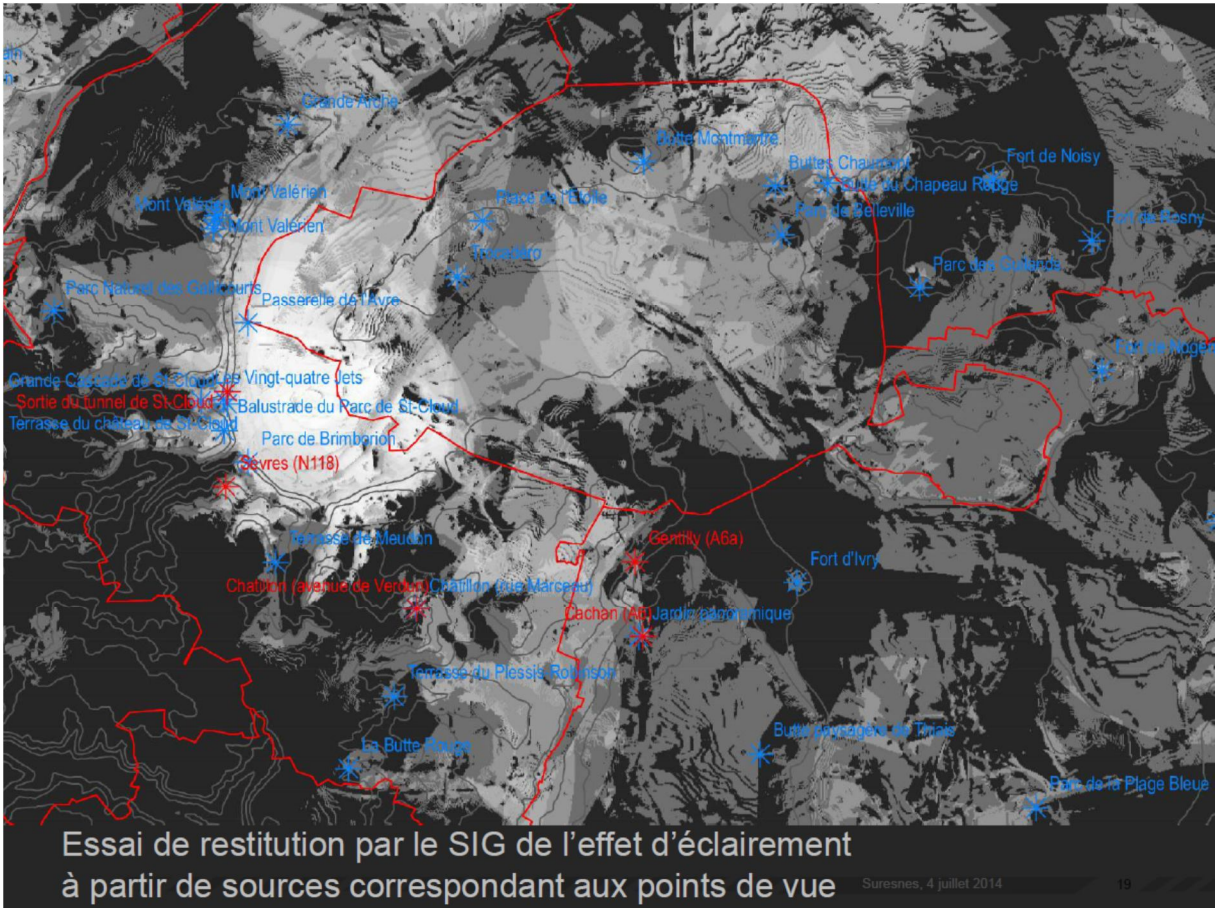 Grande Arche
Butte Montmartre
Buttes Chaumont
Fort de Noisy
Butte du Chapeau Rouge
Mont Valérien
Mont Valérien
Mont Valérien
Place de l'Etoile
Parc de Belleville
Fort de Rosny
Trocadéro
Parc des Guilands
Parc Naturel des Gallicourts
Passerelle de l'Avre
Grande Cascade de St-Cloud
Les Vingt-quatre Jets
Sortie du tunnel de St-Cloud
Balustrade du Parc de St-Cloud
Terrasse du château de St-Cloud
Parc de Brimborion
Sèvres (N118)
Terrasse de Meudon
Gentilly (A6a)
Fort d'Ivry
Chatillon (avenue de Verdun)
Châtillon (rue Marceau)
Cachan (A6)
Jardin panoramique
Terrasse du Plessis-Robinson
La Butte Rouge
Butte paysagère de Thiais
Parc de la Plage Bleue
Essai de restitution par le SIG de l'effet d'éclairement
à partir de sources correspondant aux points de vue
Suresnes, 4 juillet 2014
19